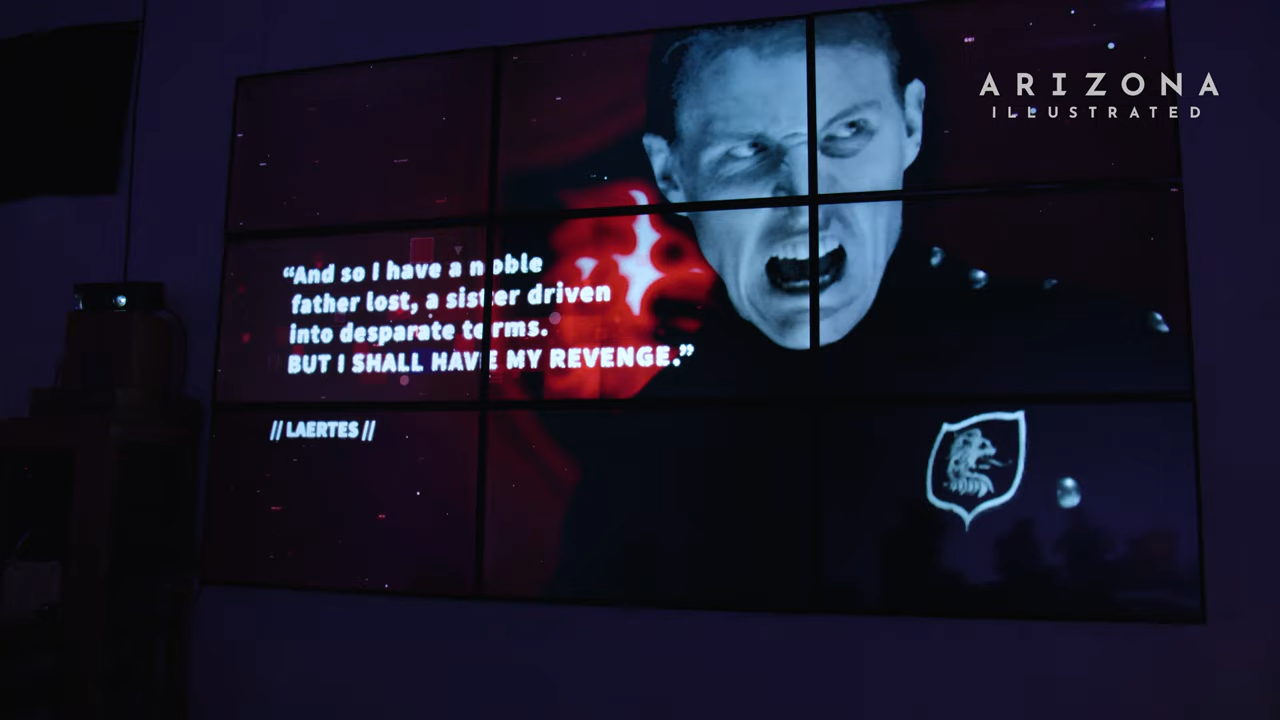 ARIZONA
ILLUSTRATED
“And so I have a noble
father lost, a sister driven
into desparate terms.
BUT I SHALL HAVE MY REVENGE.”
// LAERTES //